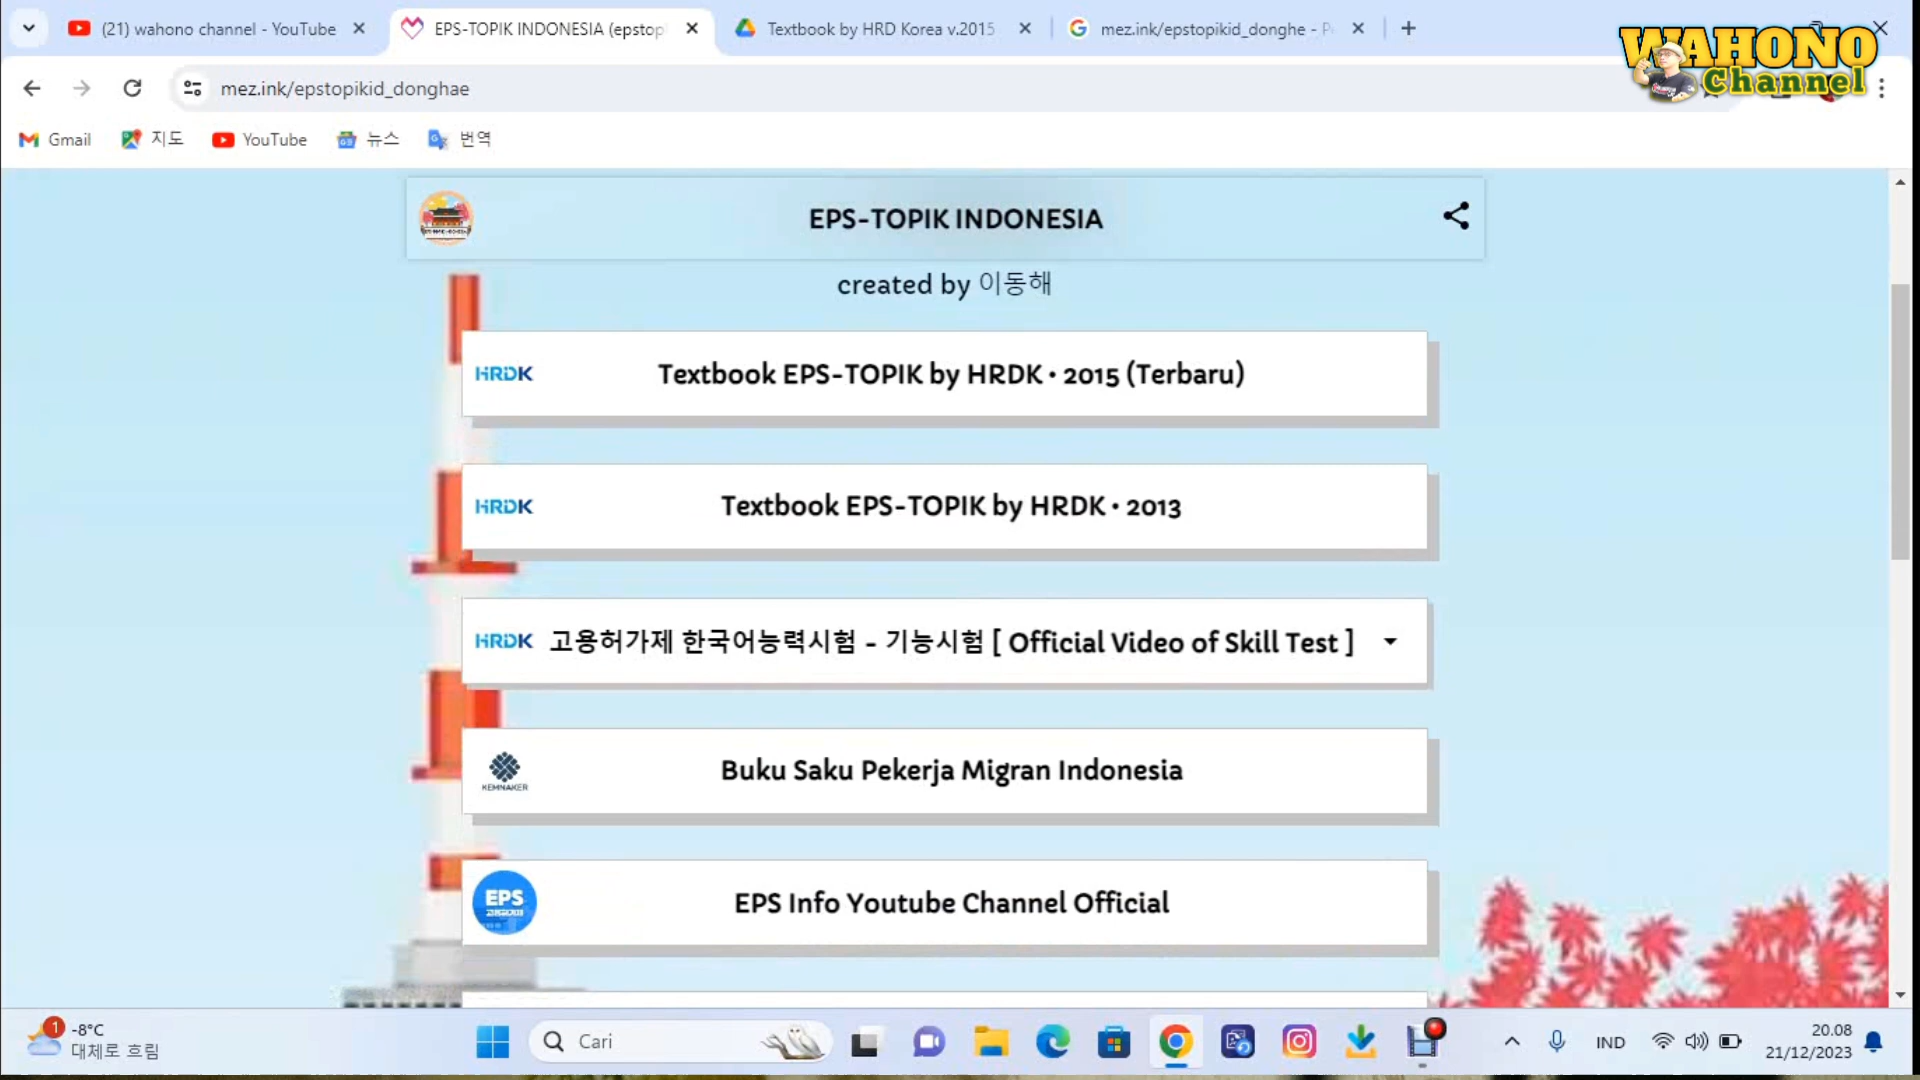 (21) wahono channel - YouTube
EPS-TOPIK INDONESIA (epstop
Textbook by HRD Korea v.2015
mez.ink/epstopikid_donghe - P
WAHONO
Channel
mez.ink/epstopikid_donghae
Gmail
지도
YouTube
뉴스
번역
EPS-TOPIK INDONESIA
created by 이동해
HRDK
Textbook EPS-TOPIK by HRDK • 2015 (Terbaru)
HRDK
Textbook EPS-TOPIK by HRDK • 2013
HRDK
고용허가제 한국어능력시험 - 기능시험 [ Official Video of Skill Test ]
KEMNAKER
Buku Saku Pekerja Migran Indonesia
EPS
EPS Info Youtube Channel Official
1
-8°C
대체로 흐림
Cari
IND
20.08
21/12/2023